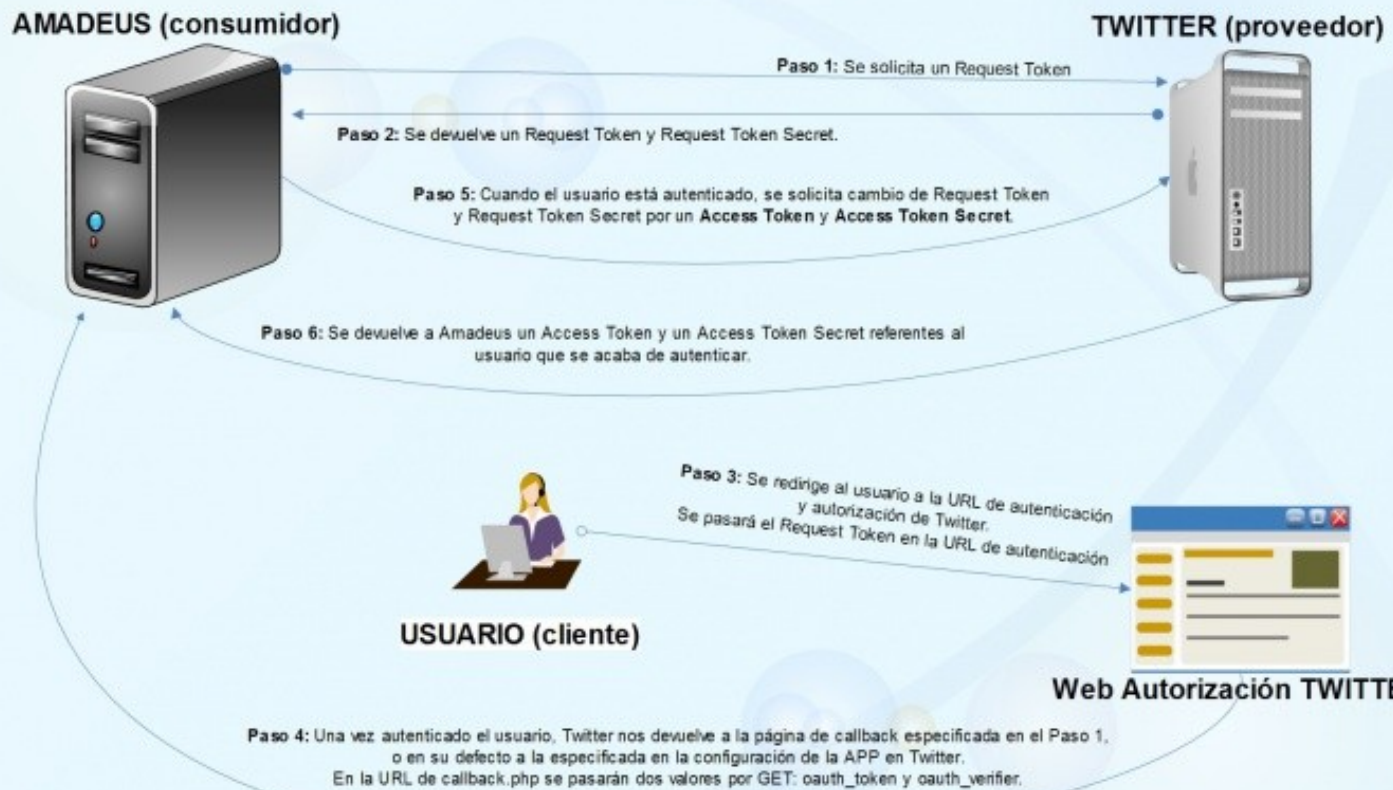 AMADEUS (consumidor)
TWITTER (proveedor)
Paso 1: Se solicita un Request Token
Paso 2: Se devuelve un Request Token y Request Token Secret.
Paso 5: Cuando el usuario está autenticado, se solicita cambio de Request Token
y Request Token Secret por un Access Token y Access Token Secret.
Paso 6: Se devuelve a Amadeus un Access Token y un Access Token Secret referentes al
usuario que se acaba de autenticar.
Paso 3: Se redirige al usuario a la URL de autenticación
y autorización de Twitter.
Se pasará el Request Token en la URL de autenticación
USUARIO (cliente)
Web Autorización TWITTE
Paso 4: Una vez autenticado el usuario, Twitter nos devuelve a la página de callback especificada en el Paso 1,
o en su defecto a la especificada en la configuración de la APP en Twitter.
En la URL de callback.php se pasarán dos valores por GET: oauth_token y oauth_verifier.